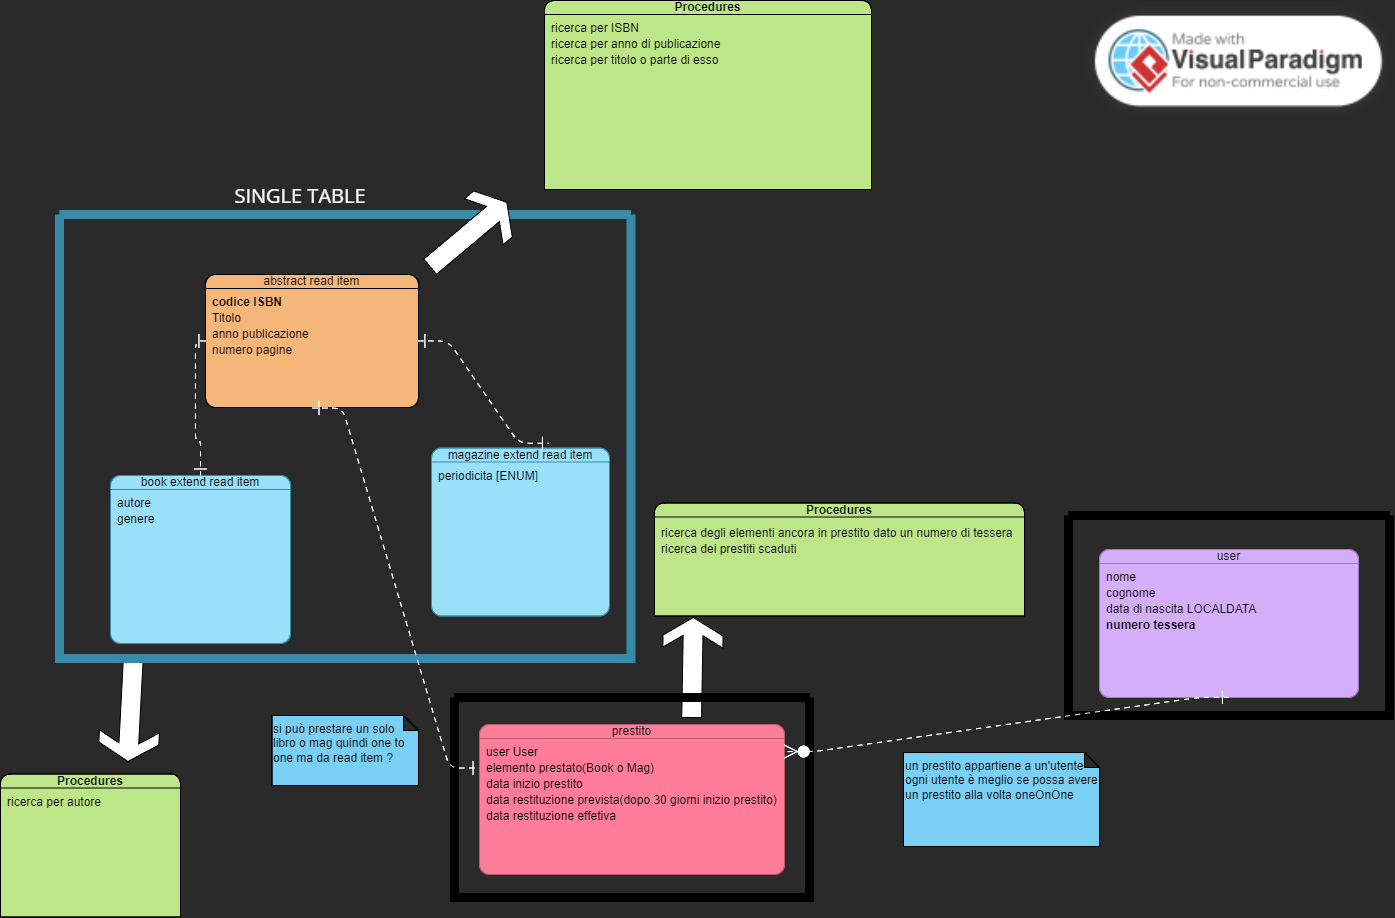 Procedures
ricerca per ISBN
ricerca per anno di publicazione
ricerca per titolo o parte di esso
Made with
Visual Paradigm
For non-commercial use
SINGLE TABLE
abstract read item
codice ISBN
Titolo
anno publicazione
numero pagine
book extend read item
autore
genere
magazine extend read item
periodicita [ENUM]
Procedures
ricerca degli elementi ancora in prestito dato un numero di tessera
ricerca dei prestiti scaduti
user
nome
cognome
data di nascita LOCALDATA
numero tessera
si può prestare un solo
libro o mag quindi one to
one ma da read item ?
prestito
user User
elemento prestato(Book o Mag)
data inizio prestito
data restituzione prevista(dopo 30 giorni inizio prestito)
data restituzione effetiva
un prestito appartiene a un'utente
ogni utente è meglio se possa avere
un prestito alla volta oneOnOne
Procedures
ricerca per autore